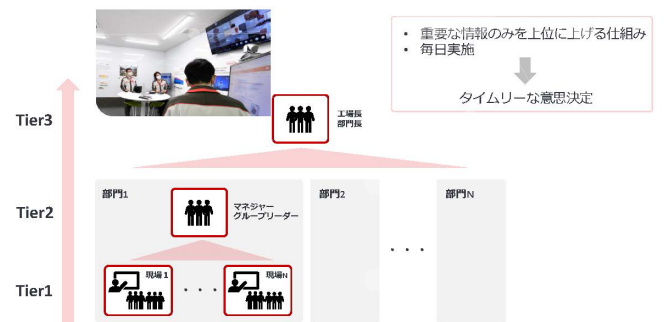 ・ 重要な情報のみを上位に上げる仕組み
・ 毎日実施
タイムリーな意思決定
Tier3
工場長
部門長
部門1
部門2
部門N
Tier2
マネジャー
グループリーダー
・・・
現場1
・・・
現場N
Tier1